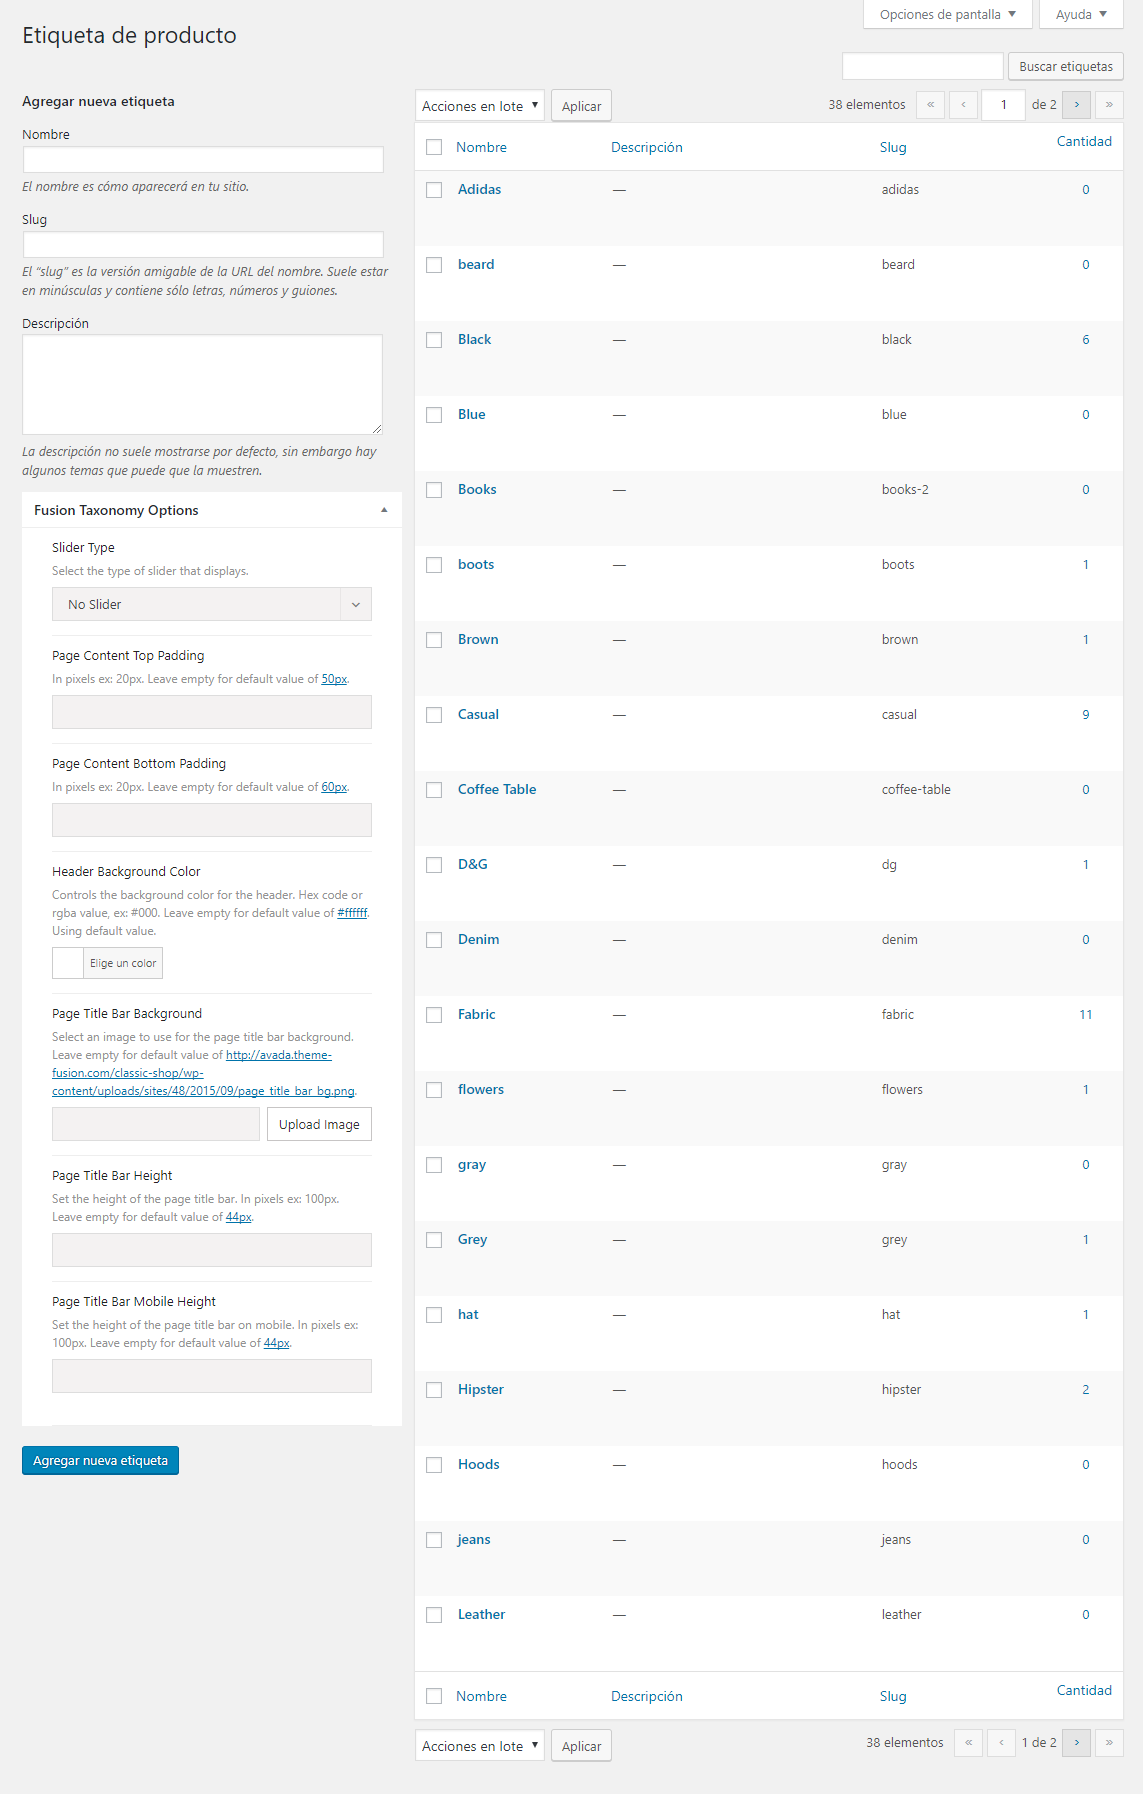 Opciones de pantalla ▼
Ayuda ▼
Etiqueta de producto
Buscar etiquetas
Agregar nueva etiqueta
Nombre
El nombre es cómo aparecerá en tu sitio.
Slug
El “slug” es la versión amigable de la URL del nombre. Suele estar
en minúsculas y contiene sólo letras, números y guiones.
Descripción
La descripción no suele mostrarse por defecto, sin embargo hay
algunos temas que puede que la muestren.
Fusion Taxonomy Options
Slider Type
Select the type of slider that displays.
No Slider
Page Content Top Padding
In pixels ex: 20px. Leave empty for default value of 50px.
Page Content Bottom Padding
In pixels ex: 20px. Leave empty for default value of 60px.
Header Background Color
Controls the background color for the header. Hex code or
rgba value, ex: #000. Leave empty for default value of #ffffff.
Using default value.
Elige un color
Page Title Bar Background
Select an image to use for the page title bar background.
Leave empty for default value of http://avada.theme-
fusion.com/classic-shop/wp-
content/uploads/sites/48/2015/09/page_title_bar_bg.png.
Upload Image
Page Title Bar Height
Set the height of the page title bar. In pixels ex: 100px.
Leave empty for default value of 44px.
Page Title Bar Mobile Height
Set the height of the page title bar on mobile. In pixels ex:
100px. Leave empty for default value of 44px.
Agregar nueva etiqueta
Acciones en lote ▼ Aplicar 38 elementos « ‹ 1 de 2 › »
Nombre Descripción Slug Cantidad
Adidas — adidas 0
beard — beard 0
Black — black 6
Blue — blue 0
Books — books-2 0
boots — boots 1
Brown — brown 1
Casual — casual 9
Coffee Table — coffee-table 0
D&G — dg 1
Denim — denim 0
Fabric — fabric 11
flowers — flowers 1
gray — gray 0
Grey — grey 1
hat — hat 1
Hipster — hipster 2
Hoods — hoods 0
jeans — jeans 0
Leather — leather 0
Nombre Descripción Slug Cantidad
Acciones en lote ▼ Aplicar 38 elementos « ‹ 1 de 2 › »